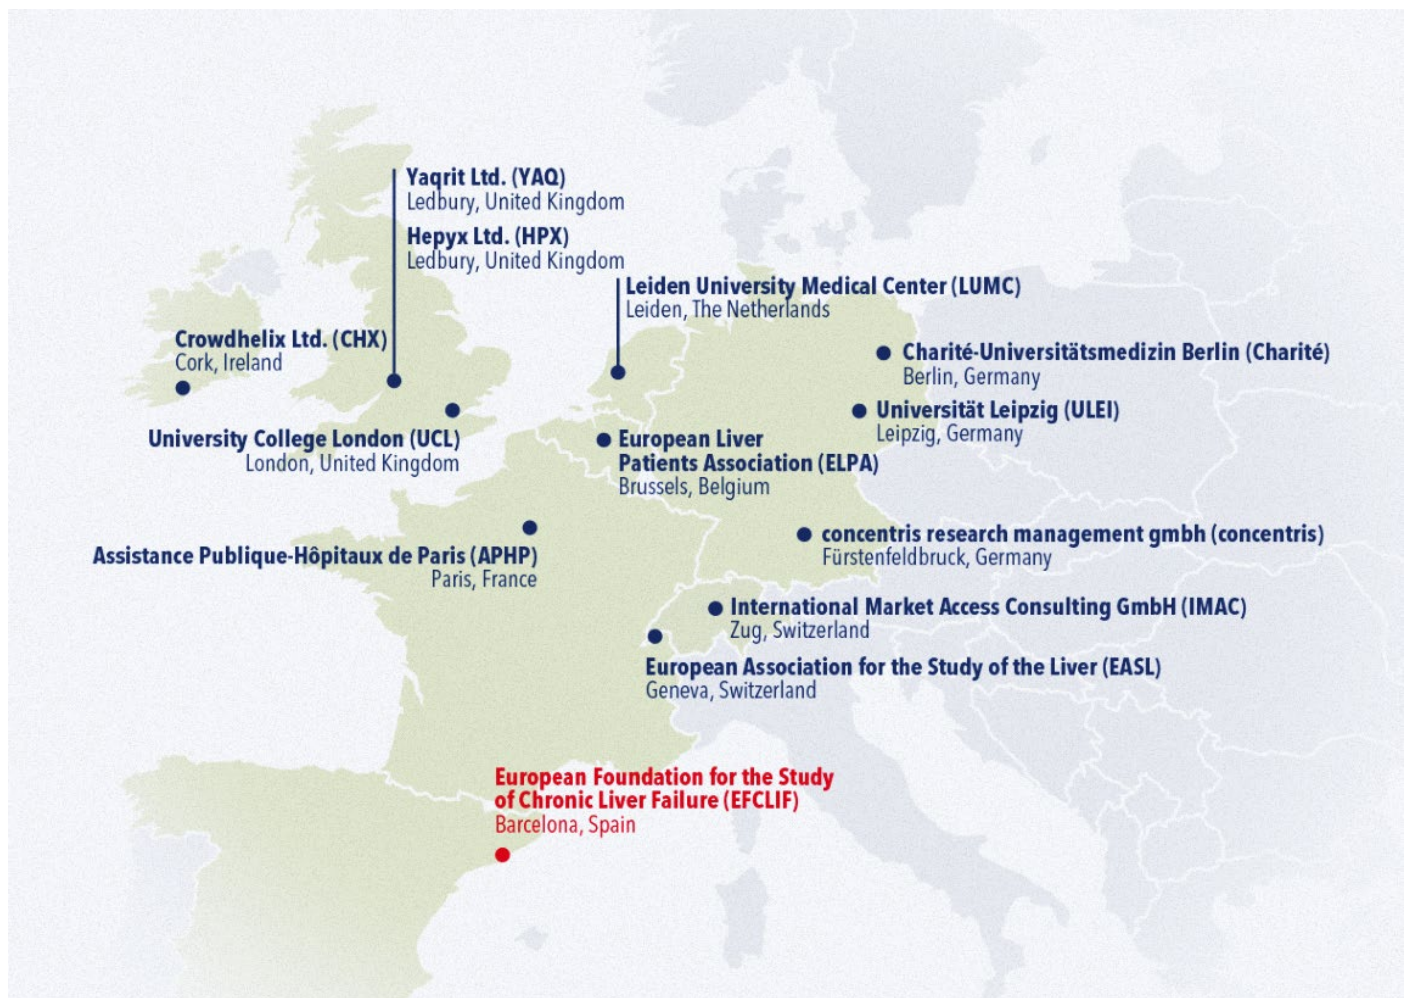 Yaqrit Ltd. (YAQ)
Ledbury, United Kingdom
Hepyx Ltd. (HPX)
Ledbury, United Kingdom
Leiden University Medical Center (LUMC)
Leiden, The Netherlands
Crowdhelix Ltd. (CHX)
Cork, Ireland
Charité-Universitätsmedizin Berlin (Charité)
Berlin, Germany
Universität Leipzig (ULEI)
Leipzig, Germany
University College London (UCL)
London, United Kingdom
European Liver
Patients Association (ELPA)
Brussels, Belgium
concentris research management gmbh (concentris)
Fürstenfeldbruck, Germany
Assistance Publique-Hôpitaux de Paris (APHP)
Paris, France
International Market Access Consulting GmbH (IMAC)
Zug, Switzerland
European Association for the Study of the Liver (EASL)
Geneva, Switzerland
European Foundation for the Study
of Chronic Liver Failure (EFCLIF)
Barcelona, Spain